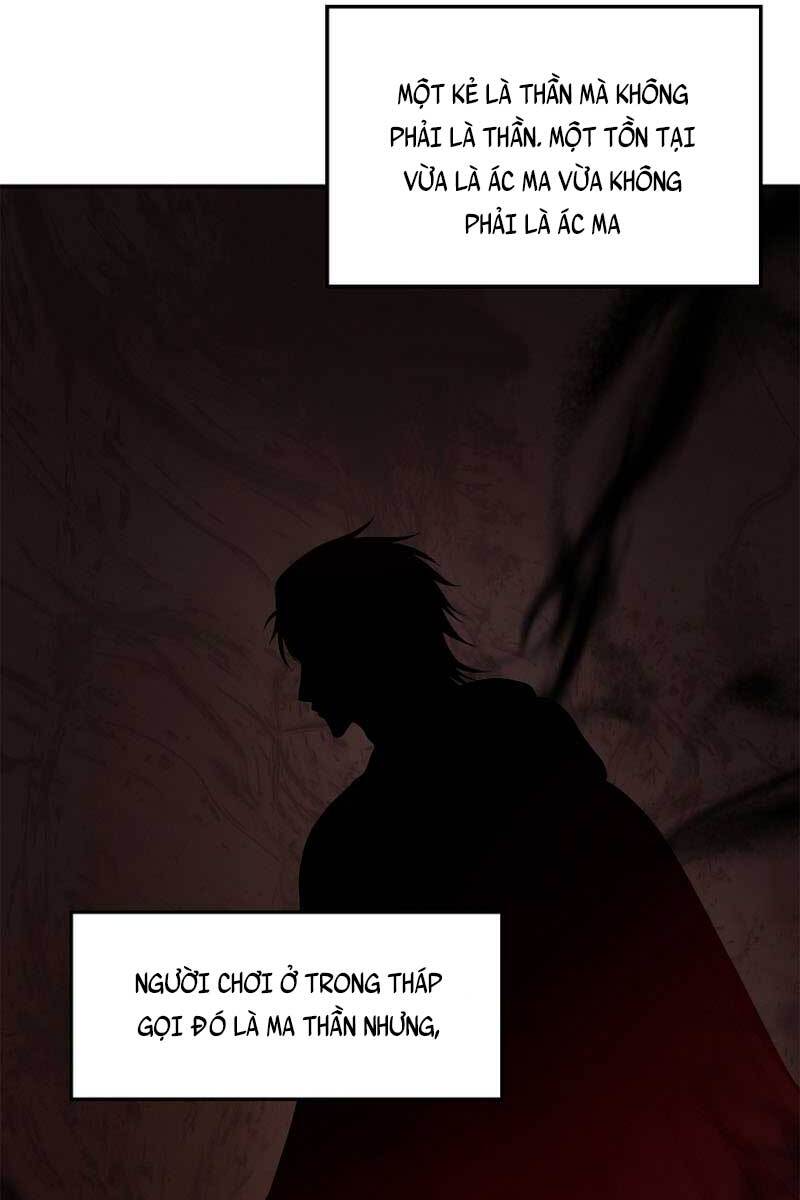 MỘT KẺ LÀ THẦN MÀ KHÔNG
PHẢI LÀ THẦN. MỘT TỒN TẠI
VỪA LÀ ÁC MA VỪA KHÔNG
PHẢI LÀ ÁC MA
NGƯỜI CHƠI Ở TRONG THÁP
GỌI ĐÓ LÀ MA THẦN NHƯNG,